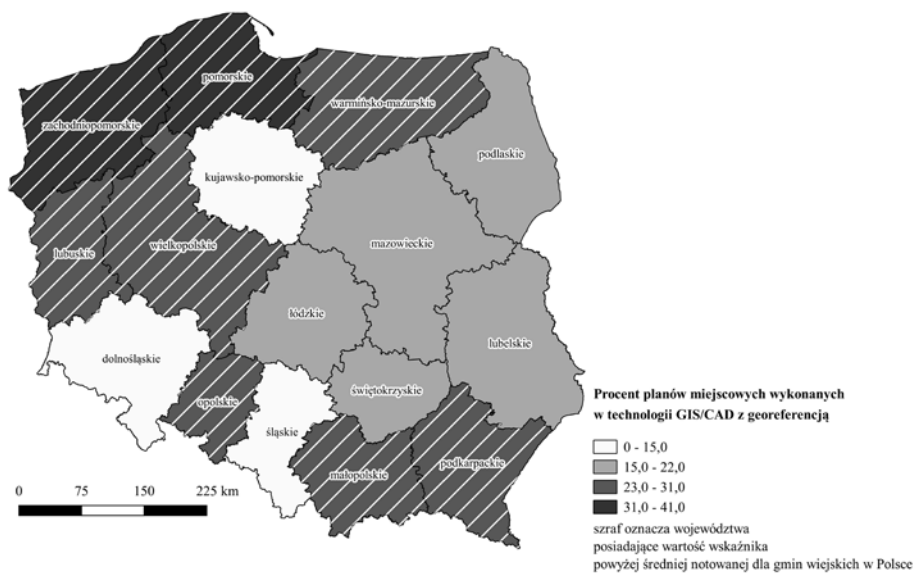 pomorskie
warmińsko-mazurskie
zachodniopomorskie
podlaskie
kujawsko-pomorskie
mazowieckie
wielkopolskie
lubuskie
łódzkie
lubelskie
dolnośląskie
świętokrzyskie
opolskie
śląskie
podkarpackie
małopolskie
0 75 150 225 km
Procent planów miejscowych wykonanych
w technologii GIS/CAD z georeferencją
0 - 15,0
15,0 - 22,0
23,0 - 31,0
31,0 - 41,0
szraf oznacza województwa
posiadające wartość wskaźnika
powyżej średniej notowanej dla gmin wiejskich w Polsce